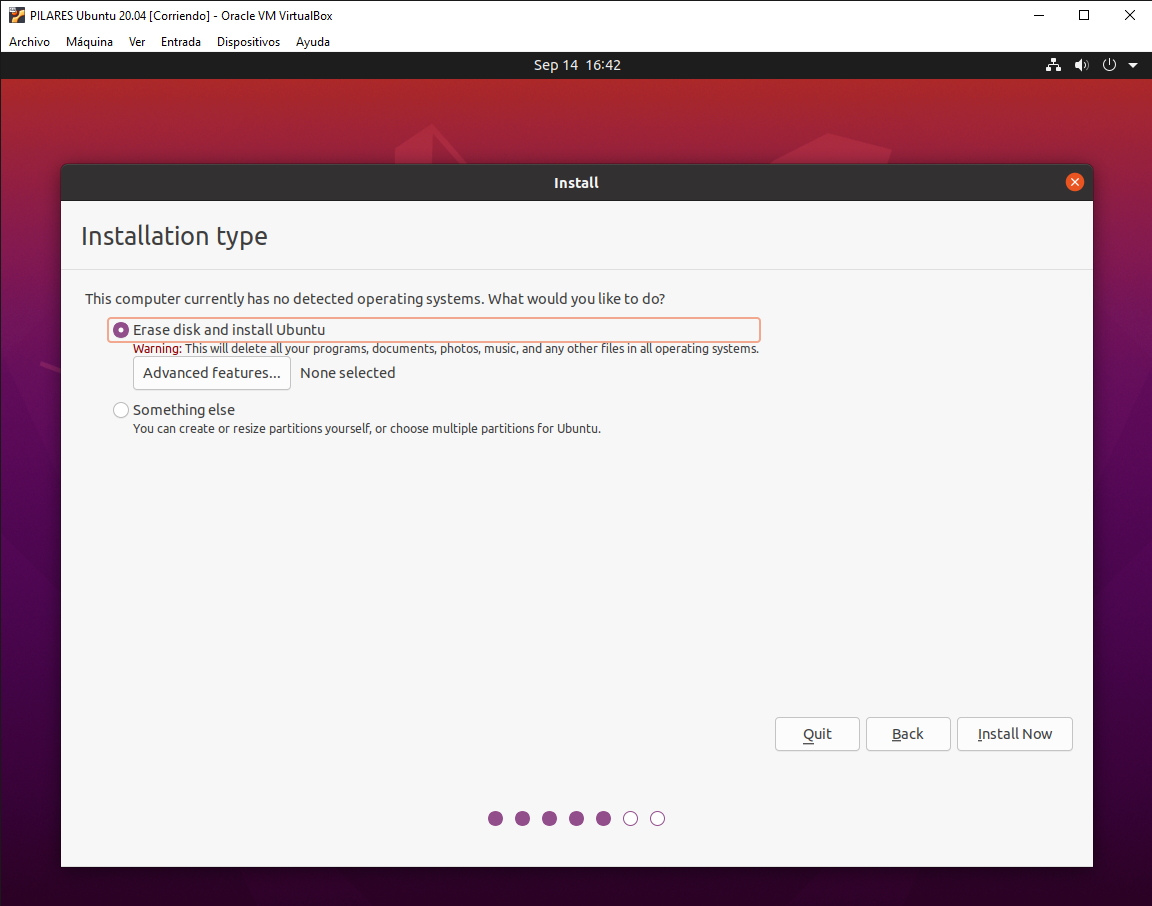 PILARES Ubuntu 20.04 [Corriendo] - Oracle VM VirtualBox
Archivo Máquina Ver Entrada Dispositivos Ayuda
Sep 14 16:42
Install
Installation type
This computer currently has no detected operating systems. What would you like to do?
Erase disk and install Ubuntu
Warning: This will delete all your programs, documents, photos, music, and any other files in all operating systems.
Advanced features... None selected
Something else
You can create or resize partitions yourself, or choose multiple partitions for Ubuntu.
Quit Back Install Now